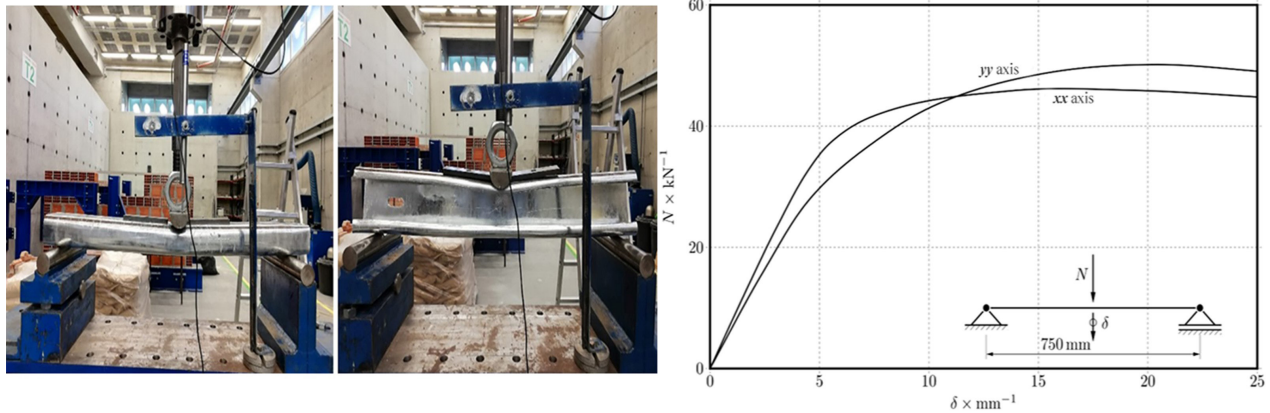 T2
T2
60
40
20
0
N × kN⁻¹
yy axis
xx axis
N
δ
750 mm
0 5 10 15 20 25
δ × mm⁻¹